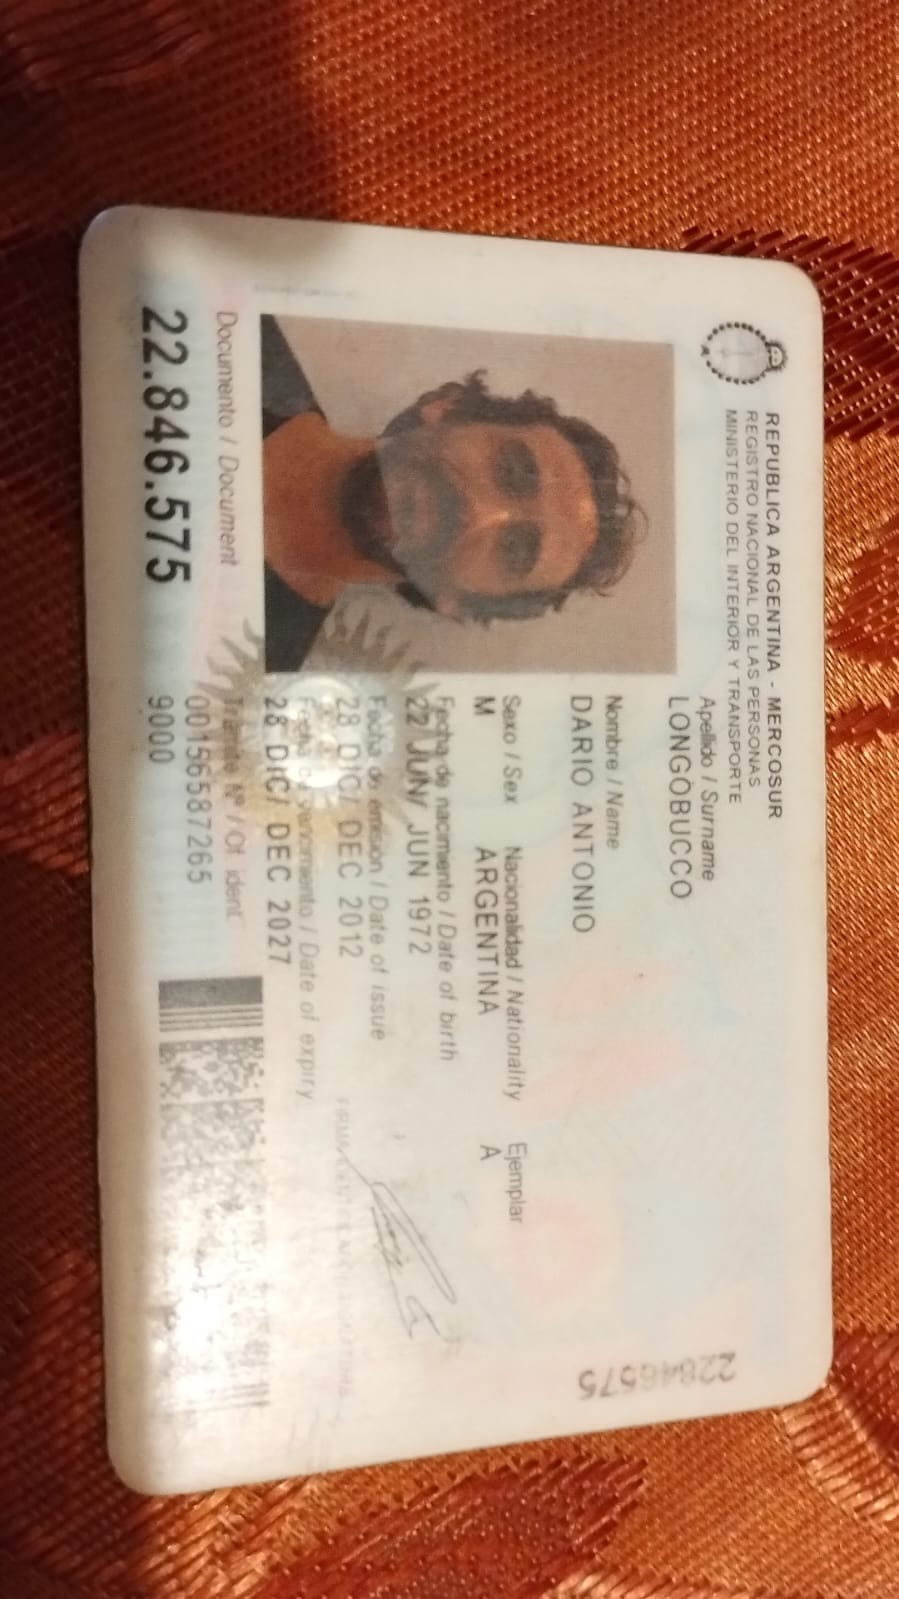 REPUBLICA ARGENTINA - MERCOSUR
REGISTRO NACIONAL DE LAS PERSONAS
MINISTERIO DEL INTERIOR Y TRANSPORTE
Apellido / Surname
LONGOBUCCO
Nombre / Name
DARIO ANTONIO
Sexo / Sex Nacionalidad / Nationality Ejemplar
M ARGENTINA A
Fecha de nacimiento / Date of birth
22 JUN/ JUN 1972
Fecha de emisión / Date of issue
28 DIC/ DEC 2012
Fecha de vencimiento / Date of expiry
28 DIC/ DEC 2027
Documento / Document
22.846.575
Trámite Nº / Of. ident.
00156587265
9000
22846575